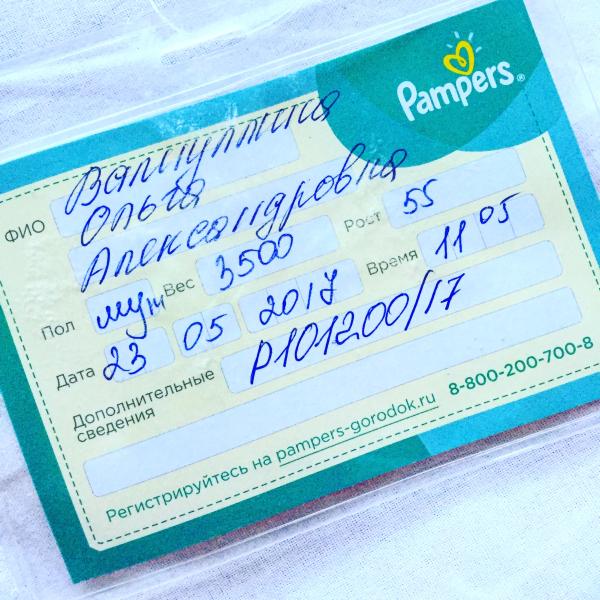 Pampers®
ФИО
Ольга
Александровна
Пол муж Вес 3500 Рост 55
Дата 23 05 2017 Время 11 05
Дополнительные
сведения
Р101200/17
Регистрируйтесь на pampers-gorodok.ru 8-800-200-700-8